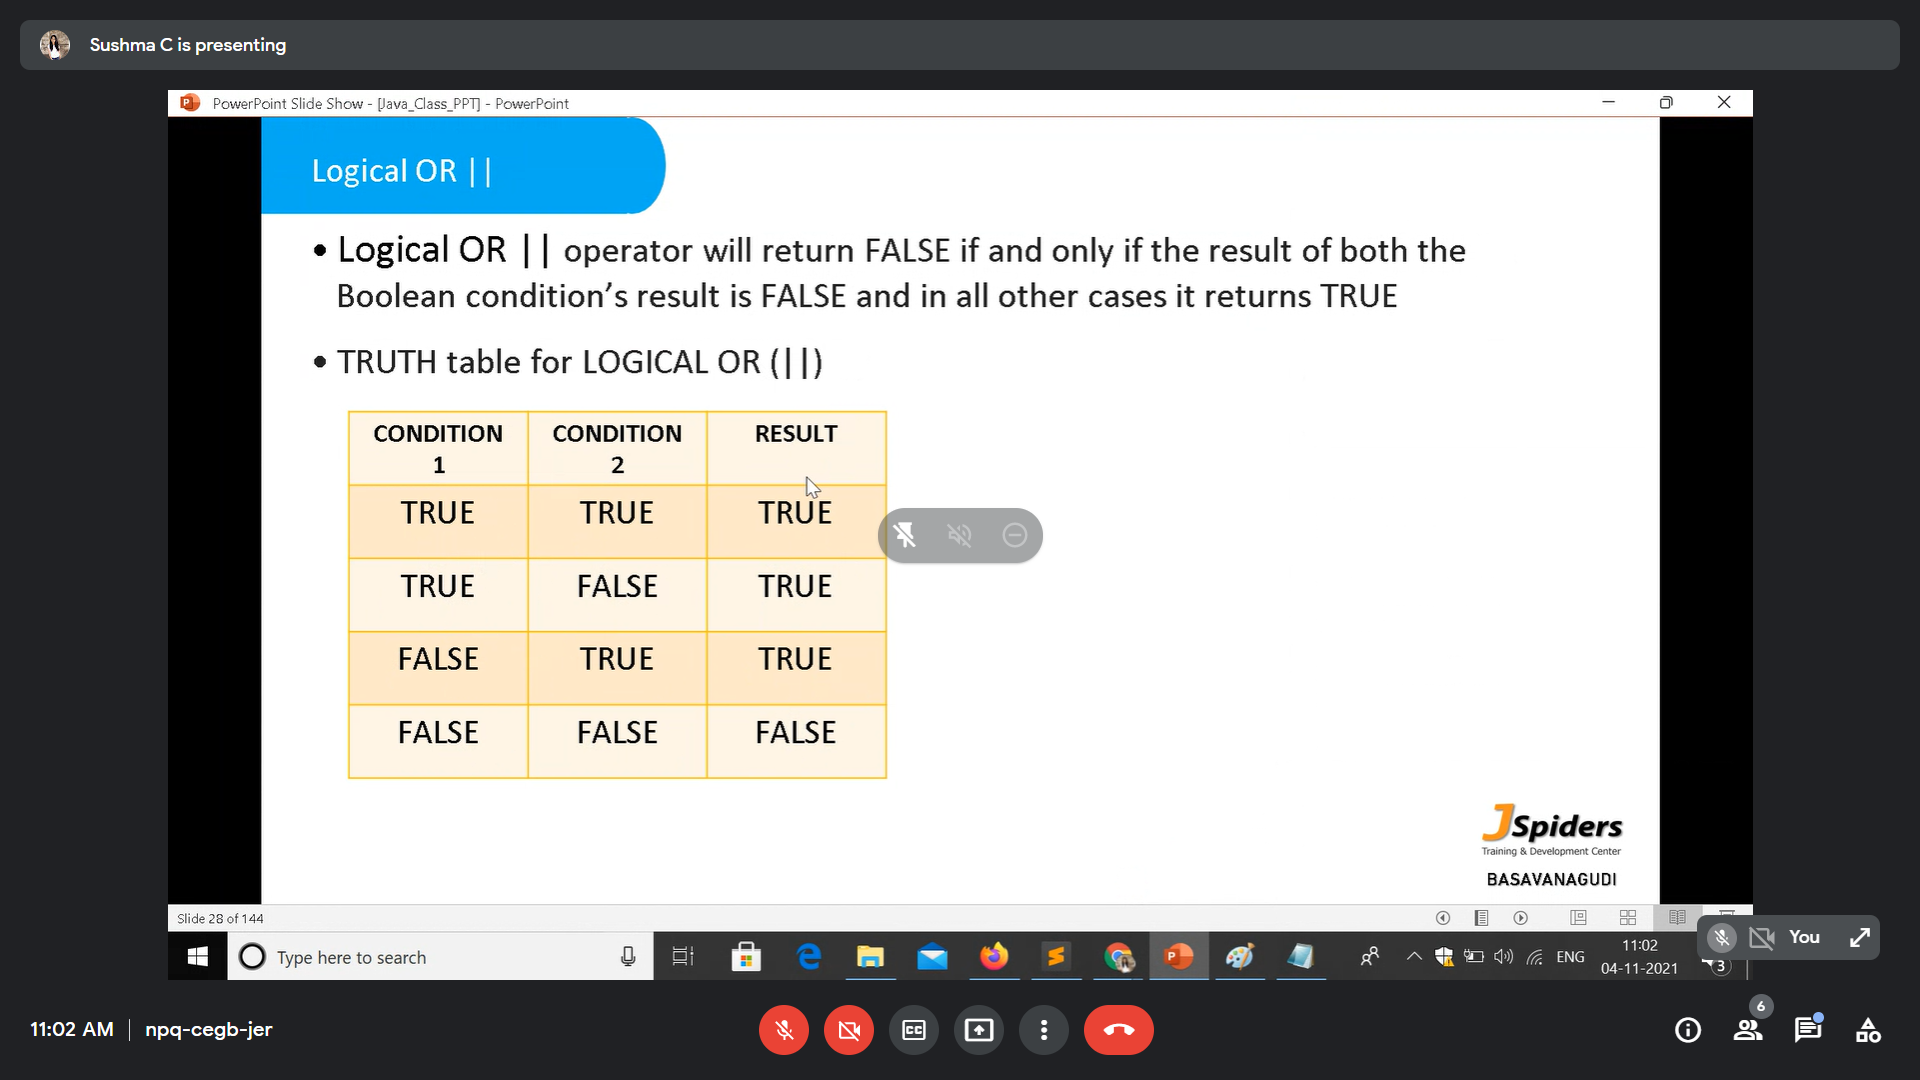 Sushma C is presenting
PowerPoint Slide Show - [Java_Class_PPT] - PowerPoint
Logical OR ||
• Logical OR || operator will return FALSE if and only if the result of both the
Boolean condition’s result is FALSE and in all other cases it returns TRUE
• TRUTH table for LOGICAL OR (||)
CONDITION 1 CONDITION 2 RESULT
TRUE TRUE TRUE
TRUE FALSE TRUE
FALSE TRUE TRUE
FALSE FALSE FALSE
JSpiders
Training & Development Center
BASAVANAGUDI
Slide 28 of 144
Type here to search
ENG
11:02
04-11-2021
3
You
11:02 AM | npq-cegb-jer
CC
6